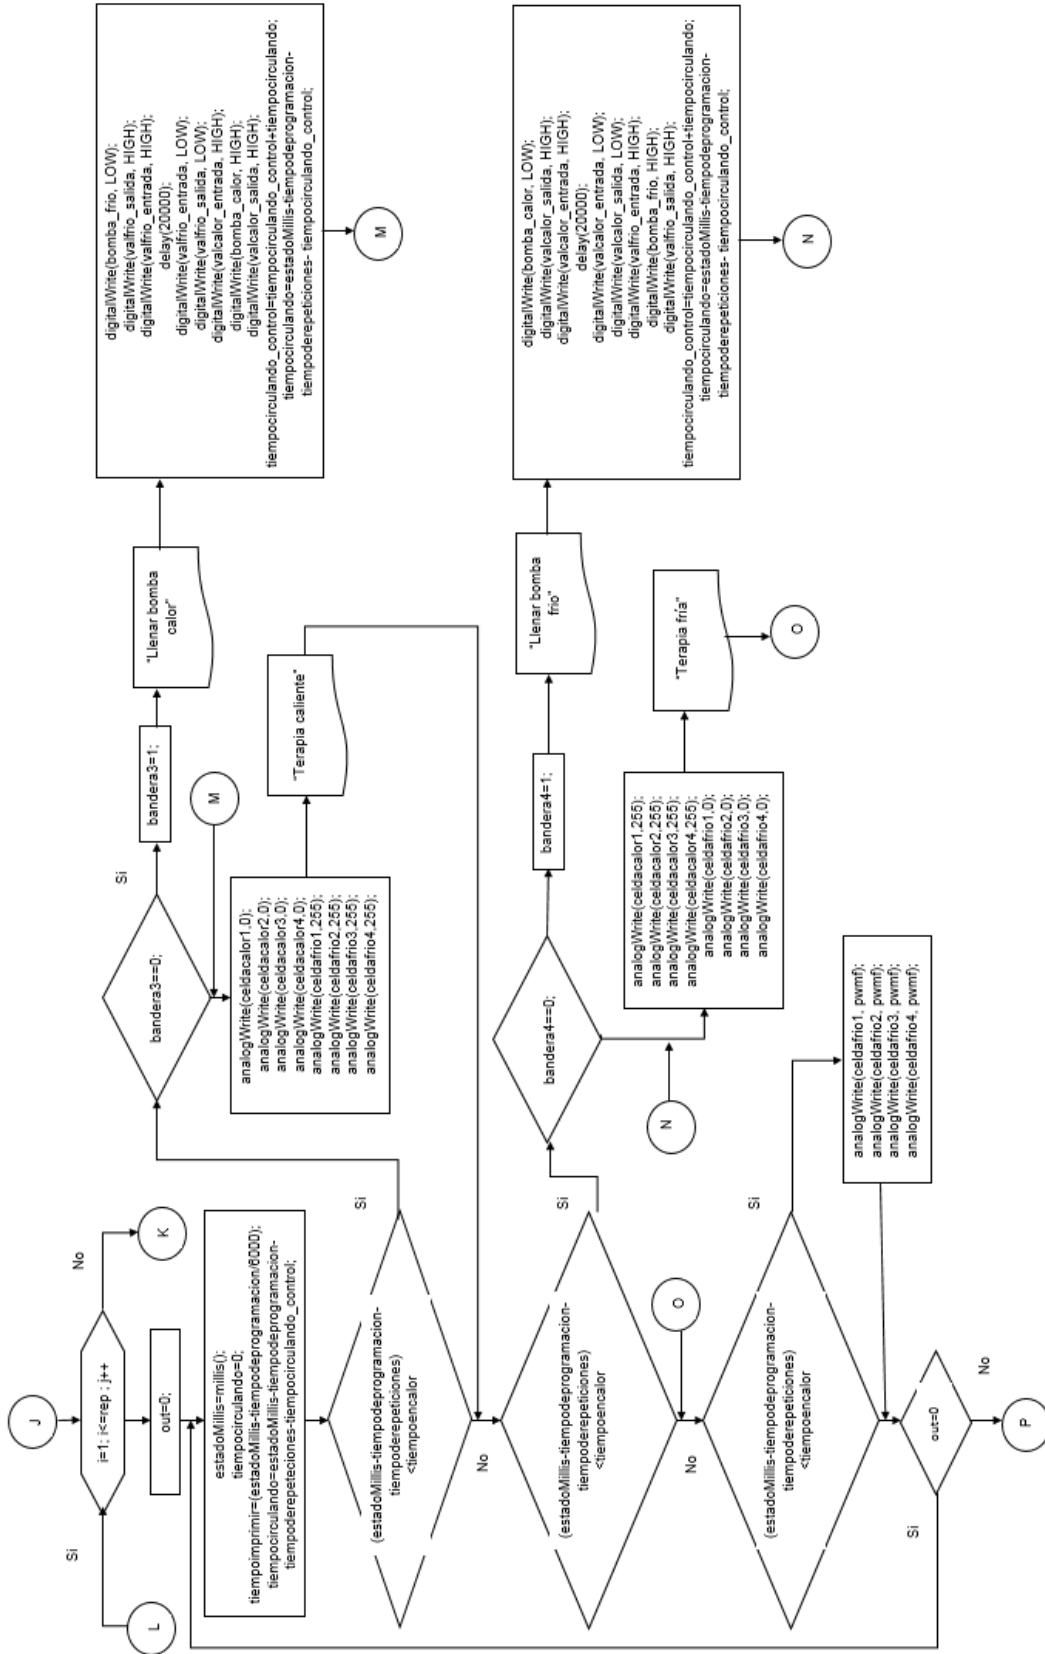 J
L
Si
i=1; i<=rep ; j++
No
K
out=0;
estadoMillis=millis();
tiempocirculando=0;
tiempoimprimir=(estadoMillis-tiempodeprogramacion/6000);
tiempocirculando=estadoMillis-tiempodeprogramacion-
tiempoderepeteciones-tiempocirculando_control;
(estadoMillis-tiempodeprogramacion-
tiempoderepeticiones)
<tiempoencalor
Si
No
bandera3==0;
Si
bandera3=1;
"Llenar bomba
calor"
digitalWrite(bomba_frio, LOW);
digitalWrite(valfrio_salida, HIGH);
digitalWrite(valfrio_entrada, HIGH);
delay(20000);
digitalWrite(valfrio_entrada, LOW);
digitalWrite(valfrio_salida, LOW);
digitalWrite(valcalor_entrada, HIGH);
digitalWrite(bomba_calor, HIGH);
digitalWrite(valcalor_salida, HIGH);
tiempocirculando_control=tiempocirculando_control+tiempocirculando;
tiempocirculando=estadoMillis-tiempodeprogramacion-
tiempoderepeticiones- tiempocirculando_control;
M
M
analogWrite(celdacalor1,0);
analogWrite(celdacalor2,0);
analogWrite(celdacalor3,0);
analogWrite(celdacalor4,0);
analogWrite(celdafrio1,255);
analogWrite(celdafrio2,255);
analogWrite(celdafrio3,255);
analogWrite(celdafrio4,255);
"Terapia caliente"
(estadoMillis-tiempodeprogramacion-
tiempoderepeticiones)
<tiempoencalor
Si
No
bandera4==0;
bandera4=1;
"Llenar bomba
frio"
digitalWrite(bomba_calor, LOW);
digitalWrite(valcalor_salida, HIGH);
digitalWrite(valcalor_entrada, HIGH);
delay(20000);
digitalWrite(valcalor_entrada, LOW);
digitalWrite(valcalor_salida, LOW);
digitalWrite(valfrio_entrada, HIGH);
digitalWrite(bomba_frio, HIGH);
digitalWrite(valfrio_salida, HIGH);
tiempocirculando_control=tiempocirculando_control+tiempocirculando;
tiempocirculando=estadoMillis-tiempodeprogramacion-
tiempoderepeticiones- tiempocirculando_control;
N
N
analogWrite(celdacalor1,255);
analogWrite(celdacalor2,255);
analogWrite(celdacalor3,255);
analogWrite(celdacalor4,255);
analogWrite(celdafrio1,0);
analogWrite(celdafrio2,0);
analogWrite(celdafrio3,0);
analogWrite(celdafrio4,0);
"Terapia fría"
O
O
(estadoMillis-tiempodeprogramacion-
tiempoderepeticiones)
<tiempoencalor
Si
analogWrite(celdafrio1, pwmf);
analogWrite(celdafrio2, pwmf);
analogWrite(celdafrio3, pwmf);
analogWrite(celdafrio4, pwmf);
out=0
Si
No
P